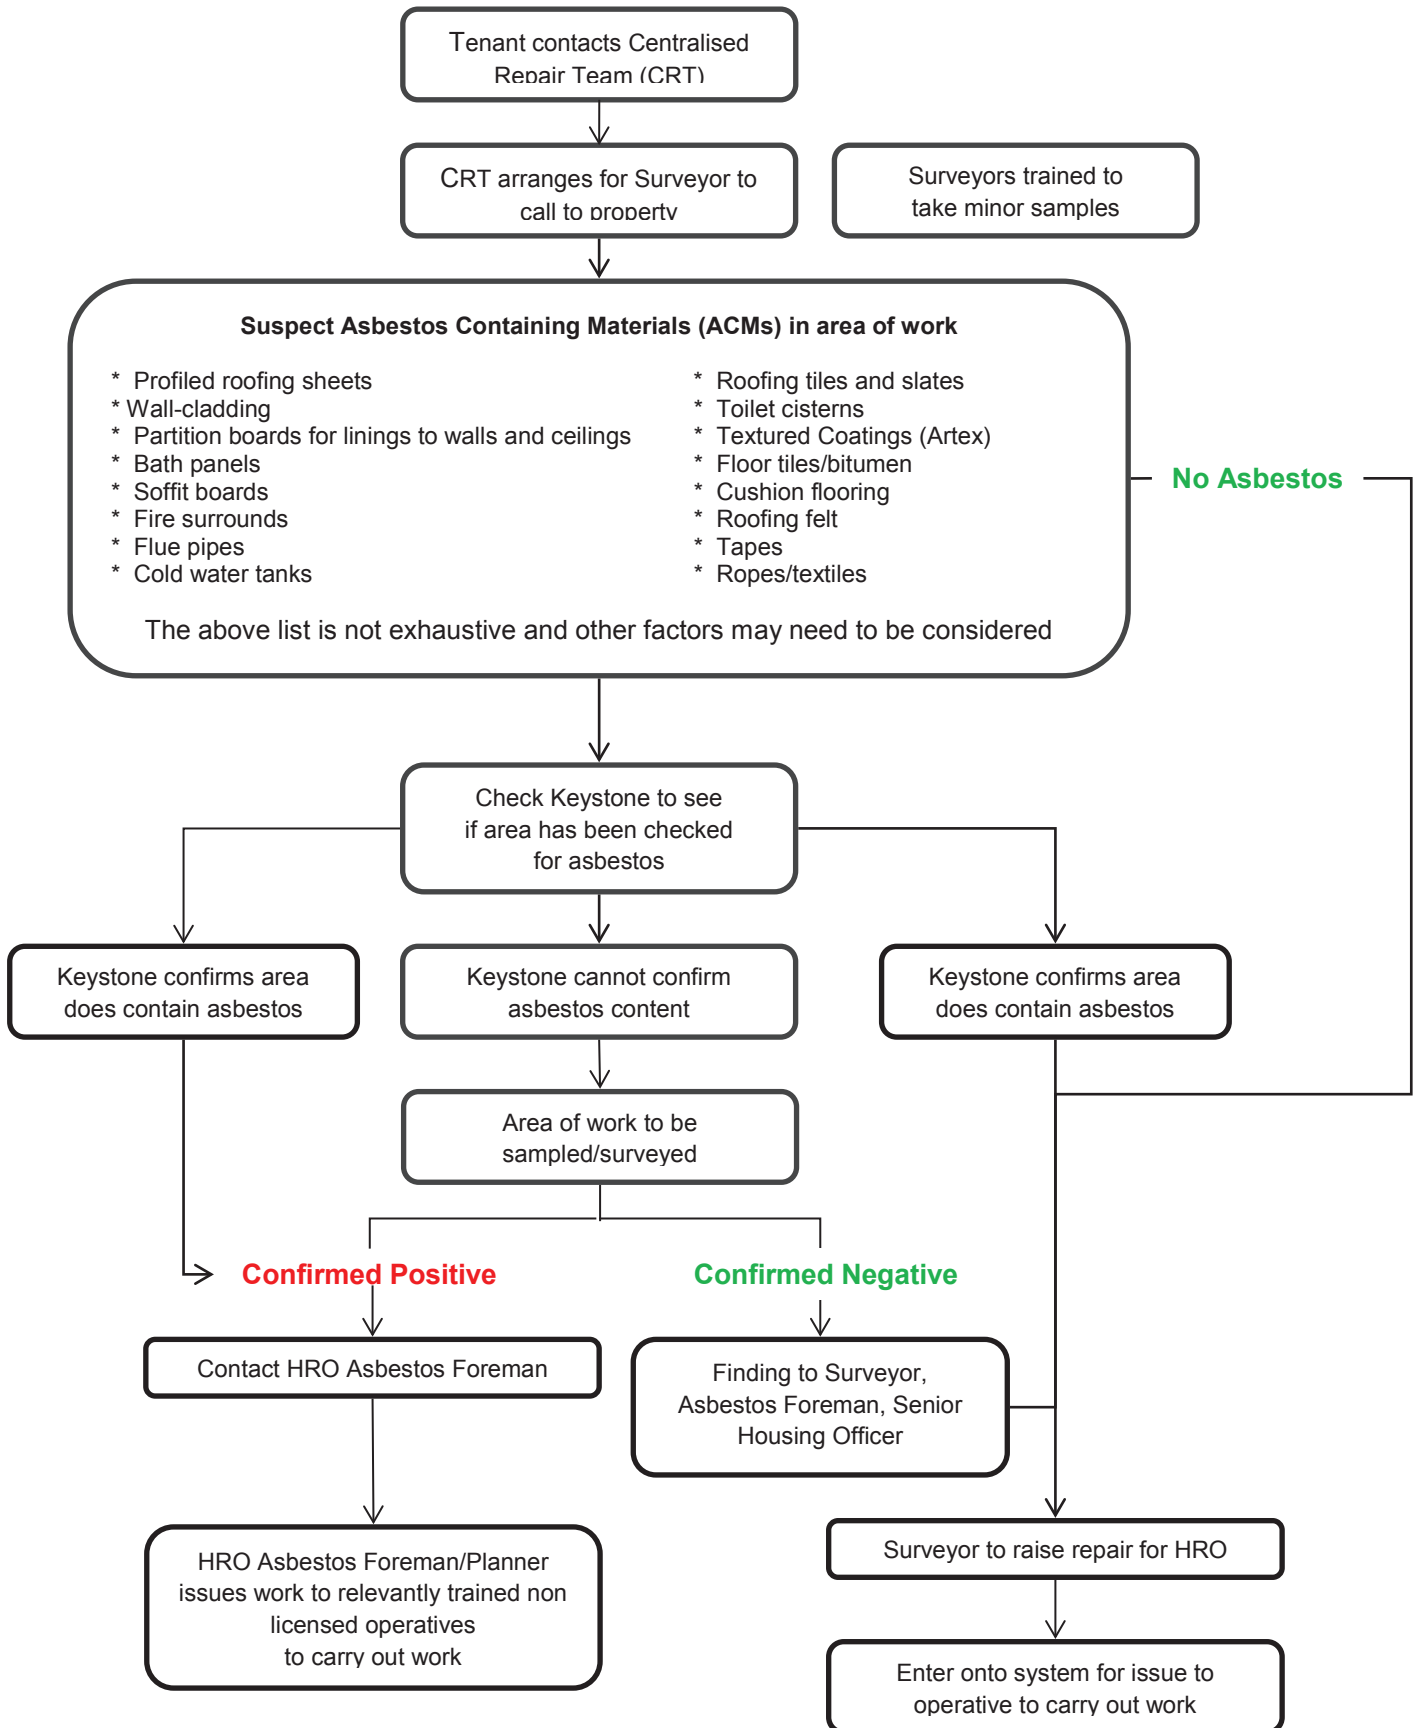 Tenant contacts Centralised
Repair Team (CRT)
CRT arranges for Surveyor to
call to property
Surveyors trained to
take minor samples
Suspect Asbestos Containing Materials (ACMs) in area of work
* Profiled roofing sheets
* Wall-cladding
* Partition boards for linings to walls and ceilings
* Bath panels
* Soffit boards
* Fire surrounds
* Flue pipes
* Cold water tanks
* Roofing tiles and slates
* Toilet cisterns
* Textured Coatings (Artex)
* Floor tiles/bitumen
* Cushion flooring
* Roofing felt
* Tapes
* Ropes/textiles
The above list is not exhaustive and other factors may need to be considered
No Asbestos
Check Keystone to see
if area has been checked
for asbestos
Keystone confirms area
does contain asbestos
Keystone cannot confirm
asbestos content
Keystone confirms area
does contain asbestos
Area of work to be
sampled/surveyed
Confirmed Positive
Confirmed Negative
Contact HRO Asbestos Foreman
Finding to Surveyor,
Asbestos Foreman, Senior
Housing Officer
HRO Asbestos Foreman/Planner
issues work to relevantly trained non
licensed operatives
to carry out work
Surveyor to raise repair for HRO
Enter onto system for issue to
operative to carry out work